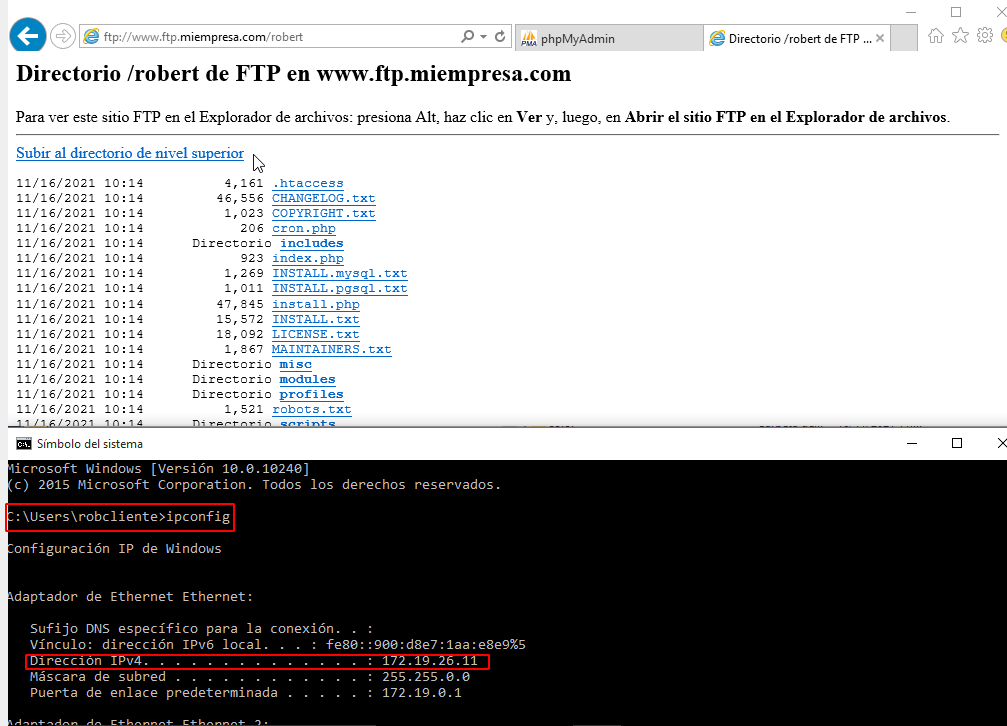 ftp://www.ftp.miempresa.com/robert
phpMyAdmin
Directorio /robert de FTP ...
Directorio /robert de FTP en www.ftp.miempresa.com
Para ver este sitio FTP en el Explorador de archivos: presiona Alt, haz clic en Ver y, luego, en Abrir el sitio FTP en el Explorador de archivos.
Subir al directorio de nivel superior
11/16/2021 10:14 4,161 .htaccess
11/16/2021 10:14 46,556 CHANGELOG.txt
11/16/2021 10:14 1,023 COPYRIGHT.txt
11/16/2021 10:14 206 cron.php
11/16/2021 10:14 Directorio includes
11/16/2021 10:14 923 index.php
11/16/2021 10:14 1,269 INSTALL.mysql.txt
11/16/2021 10:14 1,011 INSTALL.pgsql.txt
11/16/2021 10:14 47,845 install.php
11/16/2021 10:14 15,572 INSTALL.txt
11/16/2021 10:14 18,092 LICENSE.txt
11/16/2021 10:14 1,867 MAINTAINERS.txt
11/16/2021 10:14 Directorio misc
11/16/2021 10:14 Directorio modules
11/16/2021 10:14 Directorio profiles
11/16/2021 10:14 1,521 robots.txt
11/16/2021 10:14 Directorio scripts
Símbolo del sistema
Microsoft Windows [Versión 10.0.10240]
(c) 2015 Microsoft Corporation. Todos los derechos reservados.
C:\Users\robcliente>ipconfig
Configuración IP de Windows
Adaptador de Ethernet Ethernet:
Sufijo DNS específico para la conexión. . :
Vínculo: dirección IPv6 local. . . : fe80::900:d8e7:1aa:e8e9%5
Dirección IPv4. . . . . . . . . . . . . . : 172.19.26.11
Máscara de subred . . . . . . . . . . . . : 255.255.0.0
Puerta de enlace predeterminada . . . . . : 172.19.0.1
Adaptador de Ethernet Ethernet 2: